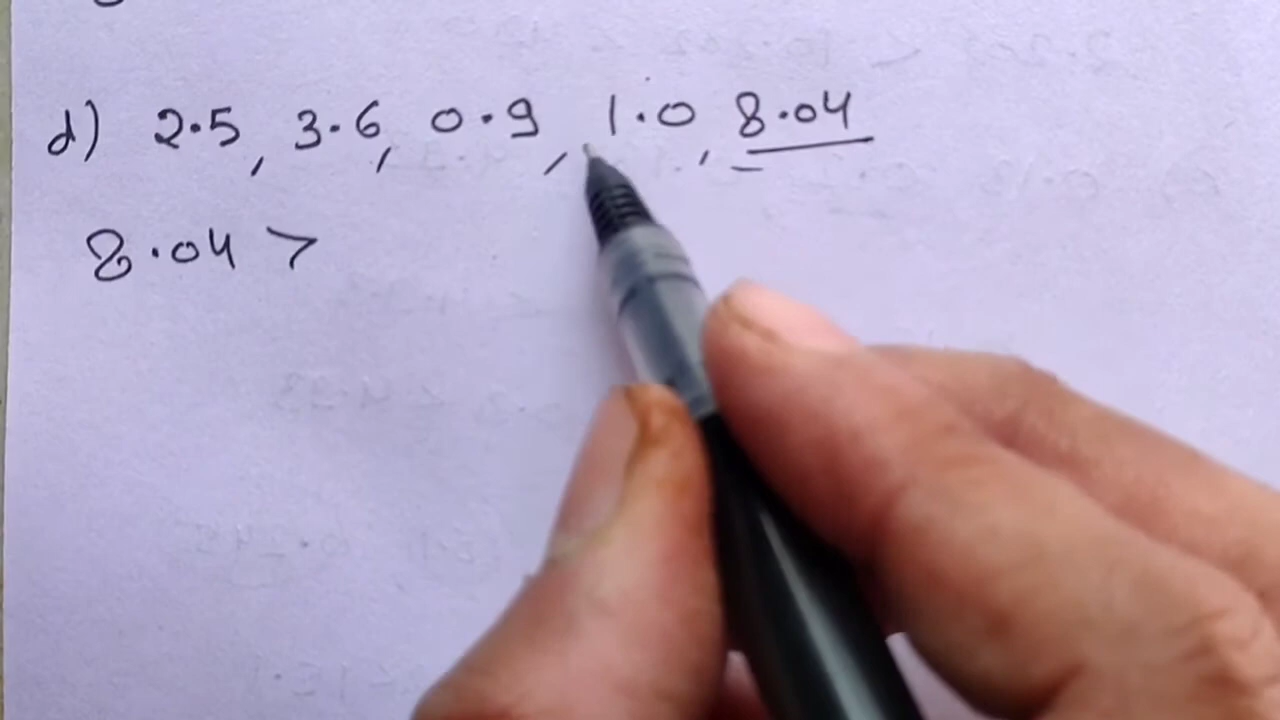 d) 2.5, 3.6, 0.9, 1.0, 8.04
8.04 >